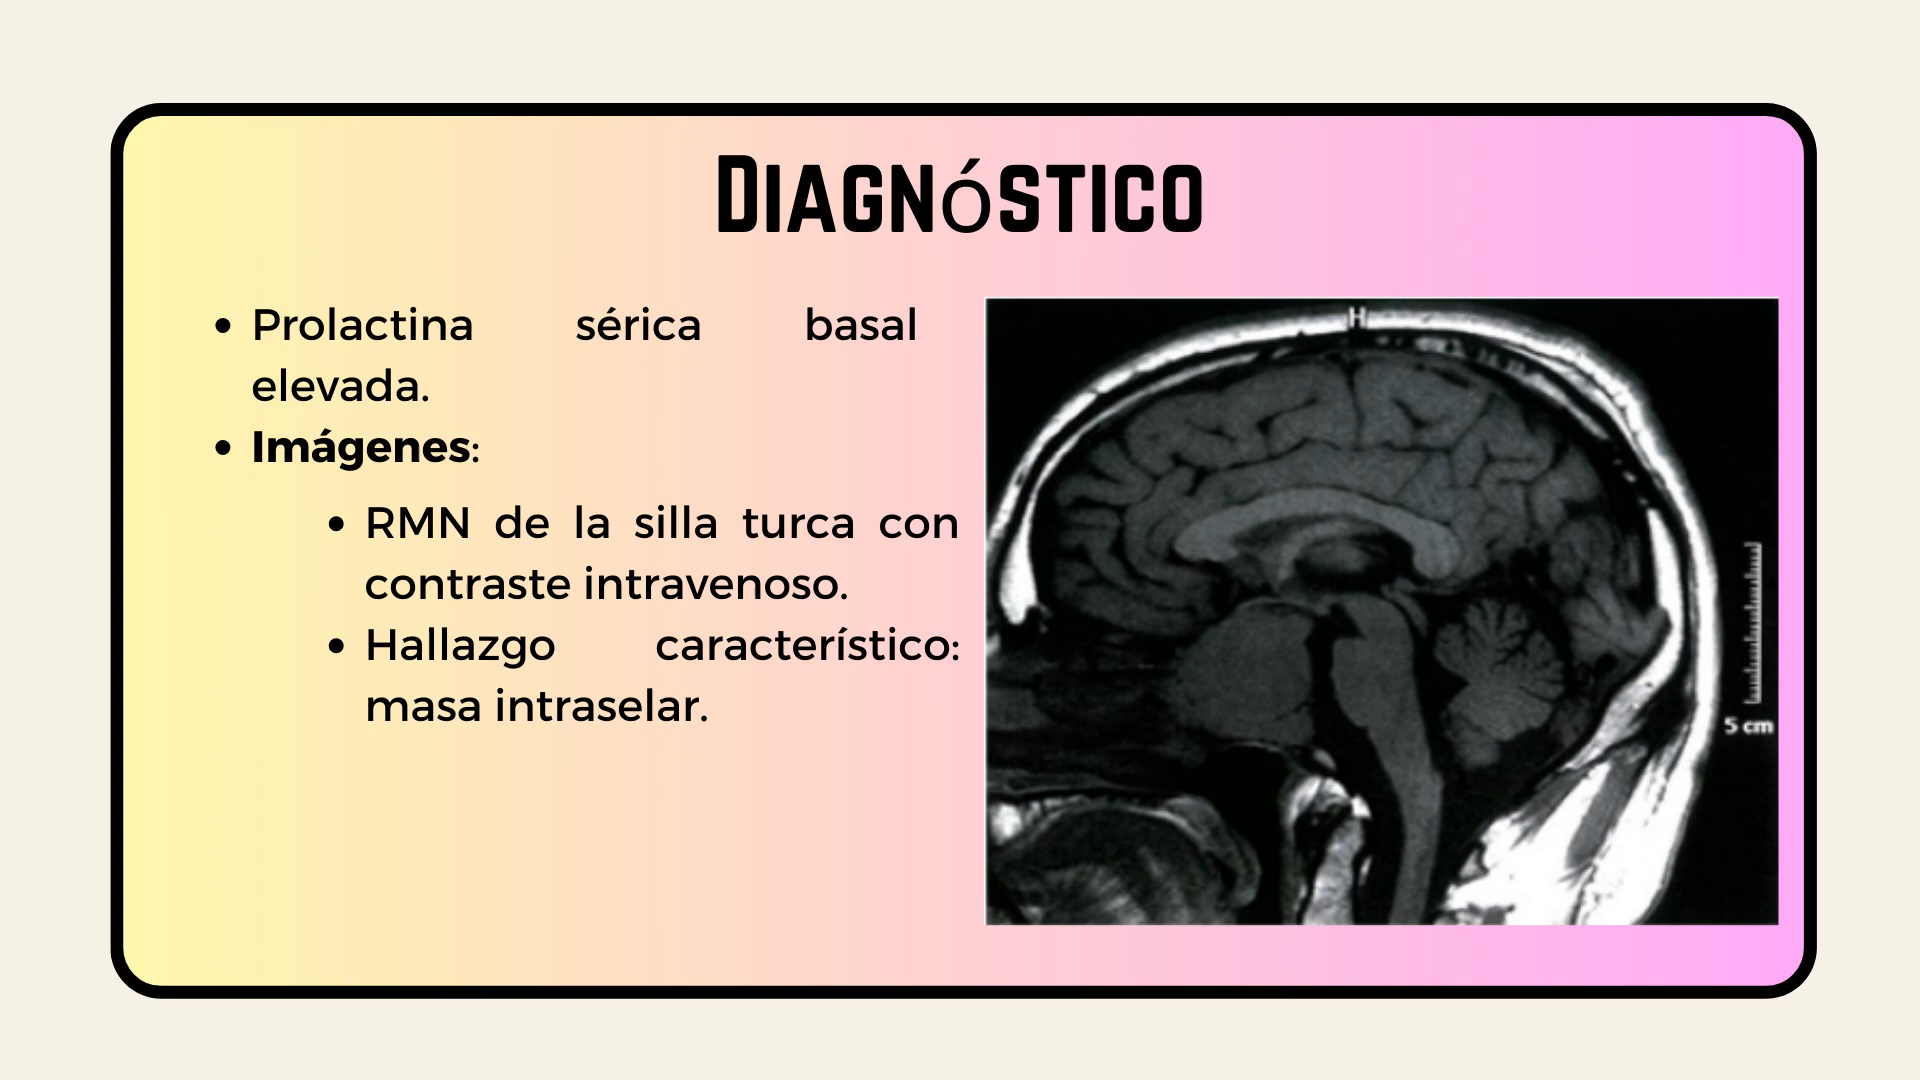 Diagnóstico
• Prolactina sérica basal
elevada.
• Imágenes:
• RMN de la silla turca con
contraste intravenoso.
• Hallazgo característico:
masa intraselar.
H
5 cm